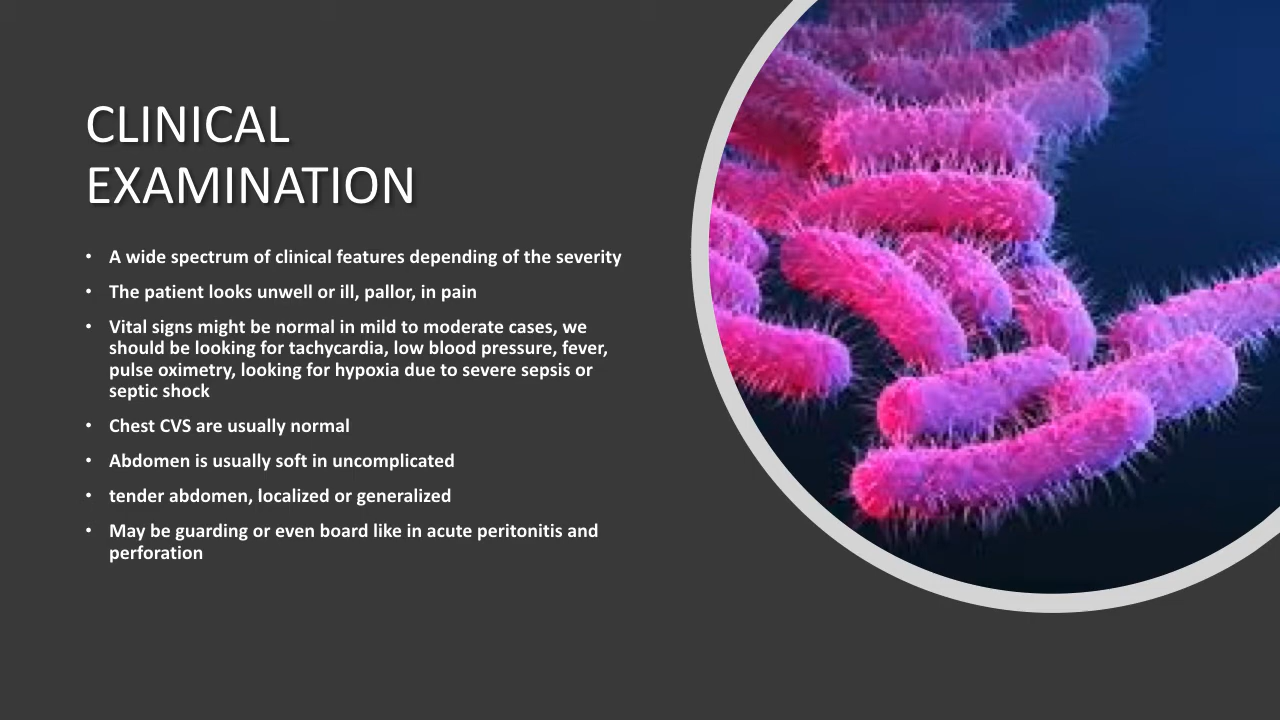 CLINICAL
EXAMINATION
• A wide spectrum of clinical features depending of the severity
• The patient looks unwell or ill, pallor, in pain
• Vital signs might be normal in mild to moderate cases, we
should be looking for tachycardia, low blood pressure, fever,
pulse oximetry, looking for hypoxia due to severe sepsis or
septic shock
• Chest CVS are usually normal
• Abdomen is usually soft in uncomplicated
• tender abdomen, localized or generalized
• May be guarding or even board like in acute peritonitis and
perforation